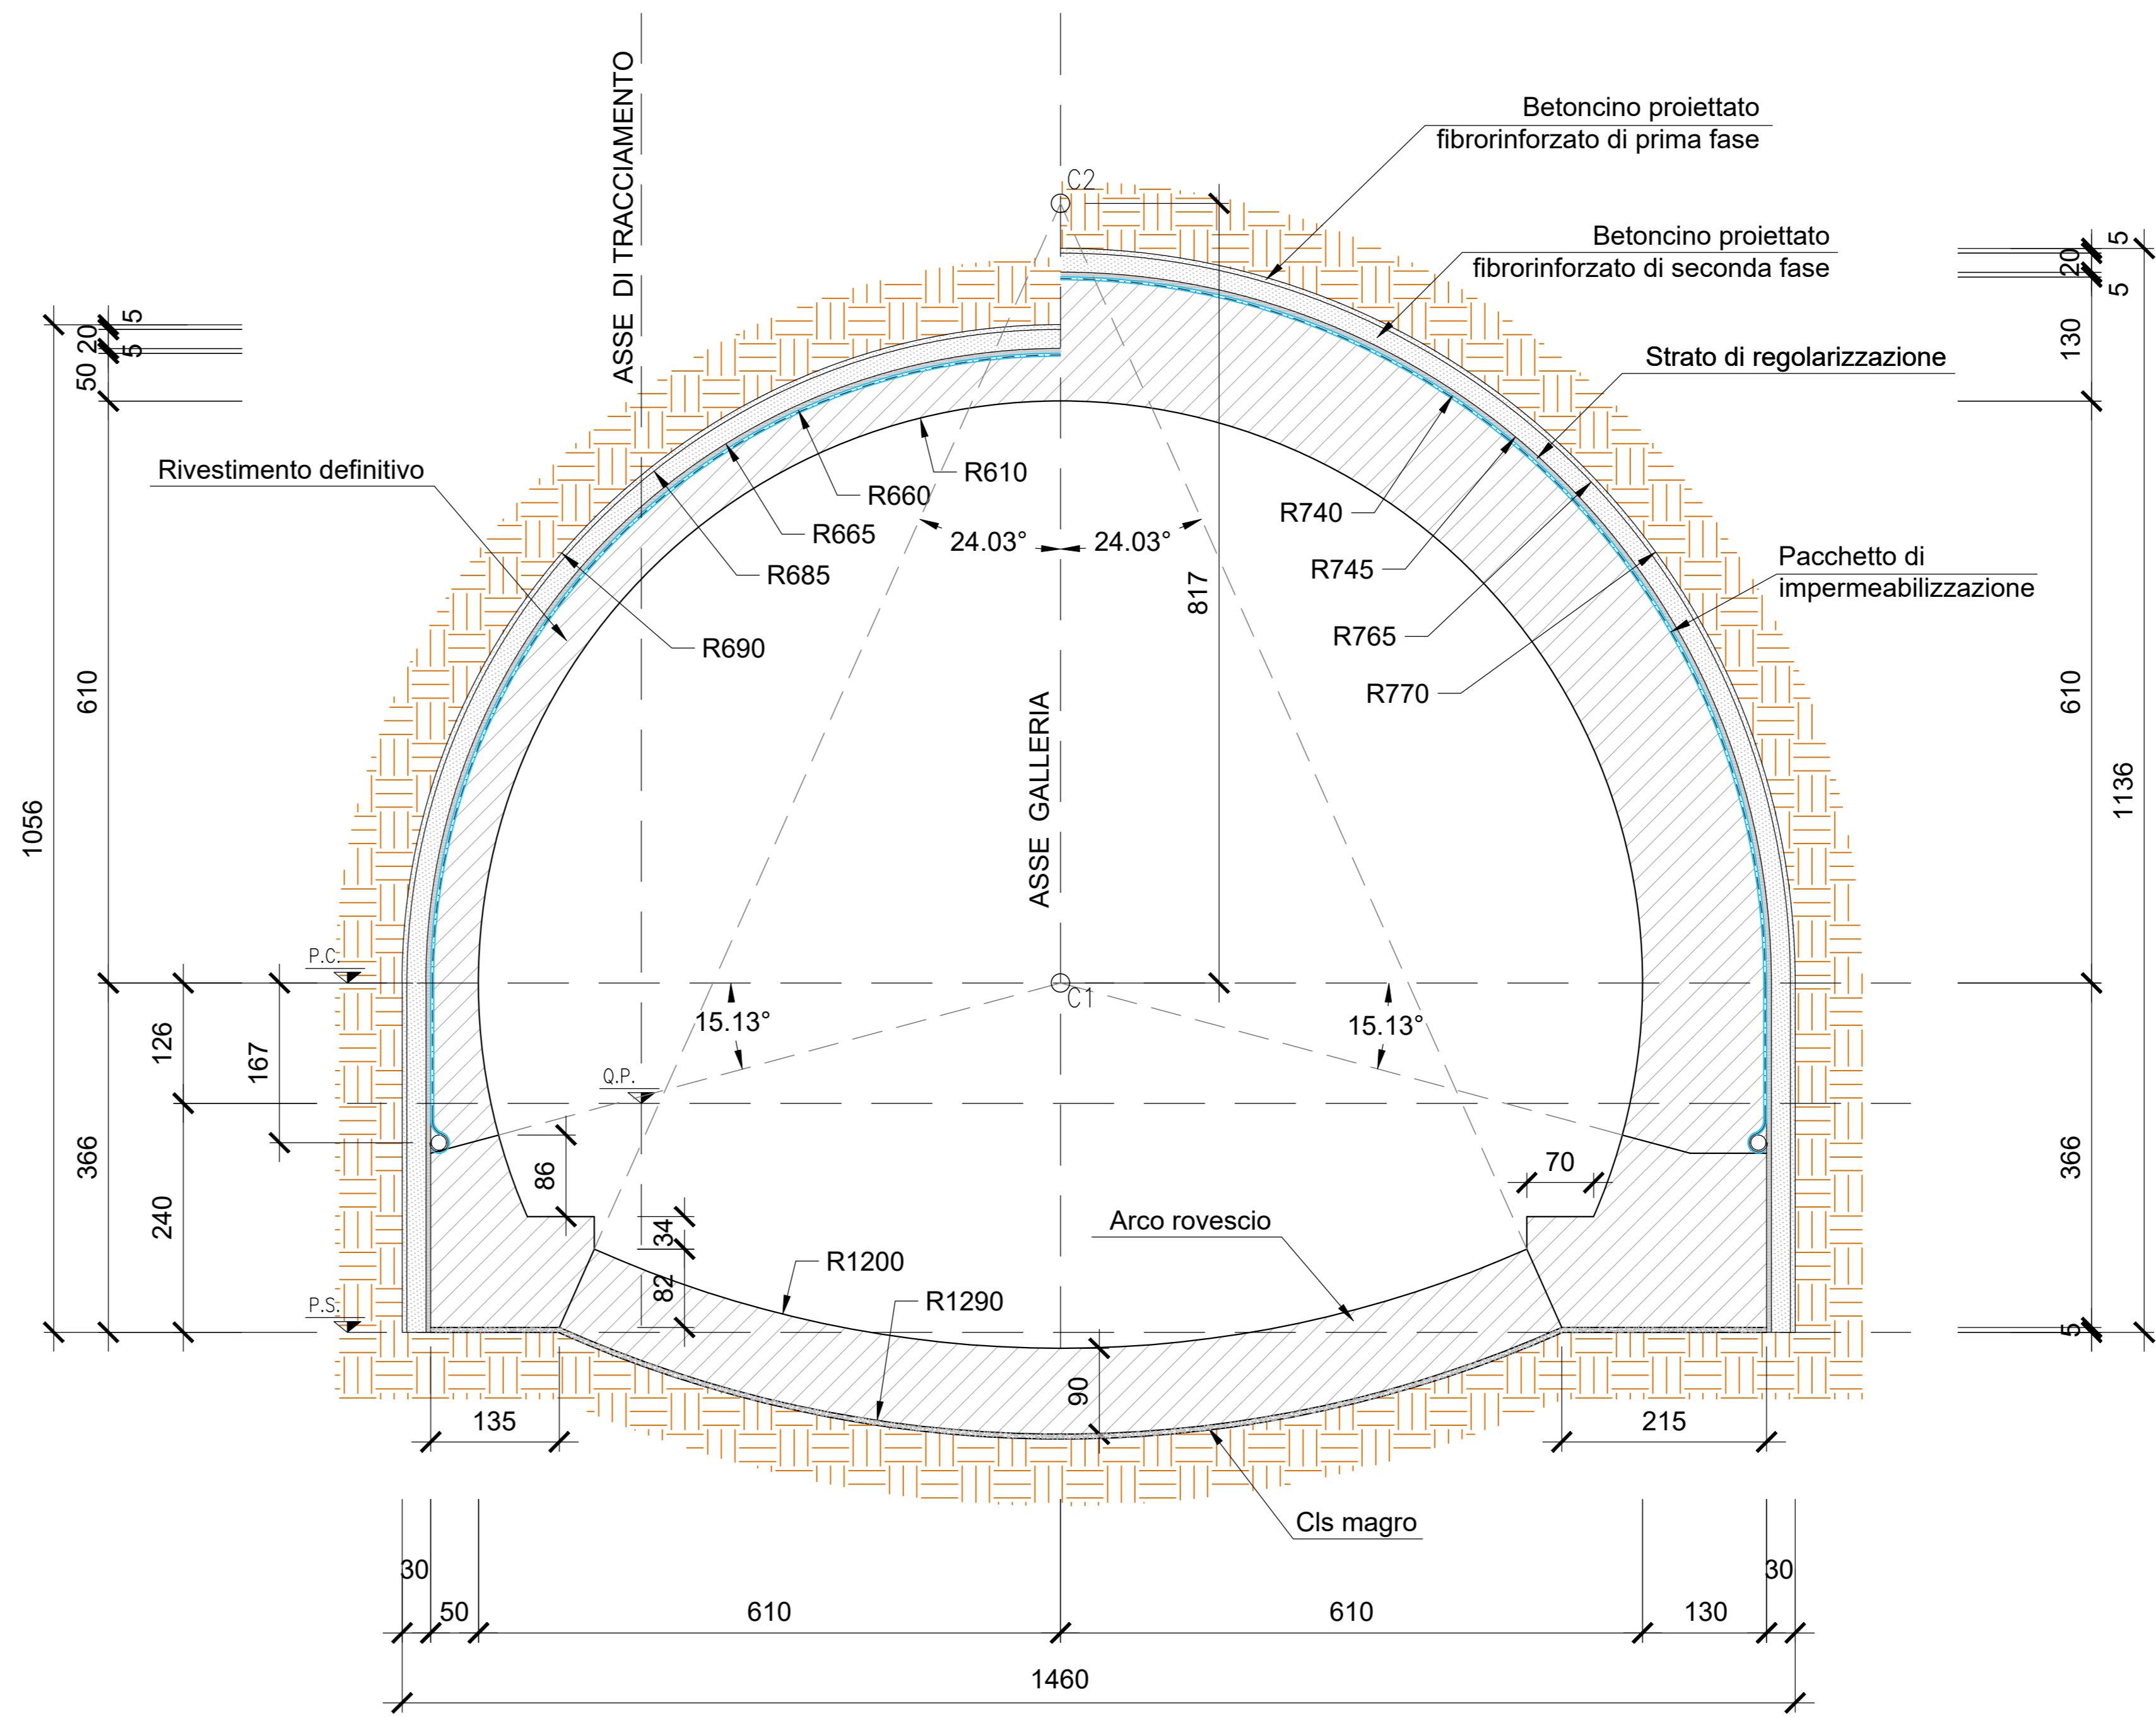 ASSE DI TRACCIAMENTO
C2
Betoncino proiettato
fibrorinforzato di prima fase
Betoncino proiettato
fibrorinforzato di seconda fase
Strato di regolarizzazione
Pacchetto di
impermeabilizzazione
Rivestimento definitivo
R610
R660
R665
R685
R690
24.03°
24.03°
R740
R745
R765
R770
817
ASSE GALLERIA
5
20
5
50
610
1056
366
126
167
240
5
20
5
130
610
1136
366
5
P.C.
C1
15.13°
15.13°
Q.P.
86
34
82
70
Arco rovescio
R1200
R1290
P.S.
90
135
215
Cls magro
30
50
610
610
130
30
1460